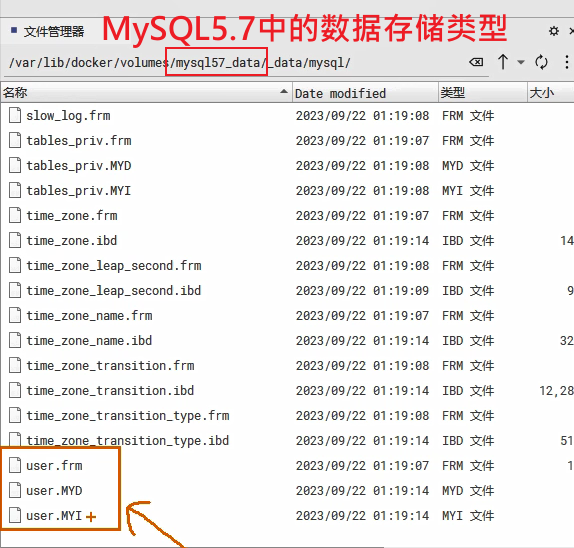 文件管理器
MySQL5.7中的数据存储类型
/var/lib/docker/volumes/mysql57_data/_data/mysql/
名称 Date modified 类型 大小
slow_log.frm 2023/09/22 01:19:08 FRM 文件
tables_priv.frm 2023/09/22 01:19:07 FRM 文件
tables_priv.MYD 2023/09/22 01:19:08 MYD 文件
tables_priv.MYI 2023/09/22 01:19:08 MYI 文件
time_zone.frm 2023/09/22 01:19:07 FRM 文件
time_zone.ibd 2023/09/22 01:19:14 IBD 文件 14
time_zone_leap_second.frm 2023/09/22 01:19:08 FRM 文件
time_zone_leap_second.ibd 2023/09/22 01:19:09 IBD 文件 9
time_zone_name.frm 2023/09/22 01:19:07 FRM 文件
time_zone_name.ibd 2023/09/22 01:19:14 IBD 文件 32
time_zone_transition.frm 2023/09/22 01:19:08 FRM 文件
time_zone_transition.ibd 2023/09/22 01:19:14 IBD 文件 12,28
time_zone_transition_type.frm 2023/09/22 01:19:08 FRM 文件
time_zone_transition_type.ibd 2023/09/22 01:19:14 IBD 文件 51
user.frm 2023/09/22 01:19:07 FRM 文件 1
user.MYD 2023/09/22 01:19:14 MYD 文件
user.MYI 2023/09/22 01:19:14 MYI 文件